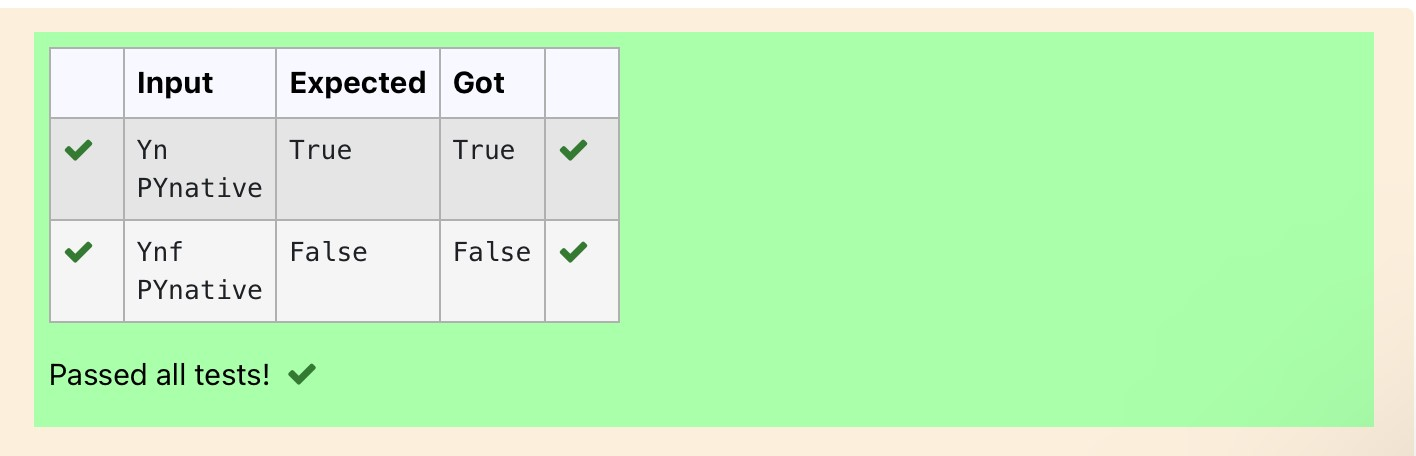 Input Expected Got
Yn True True
PYnative
Ynf False False
PYnative
Passed all tests!